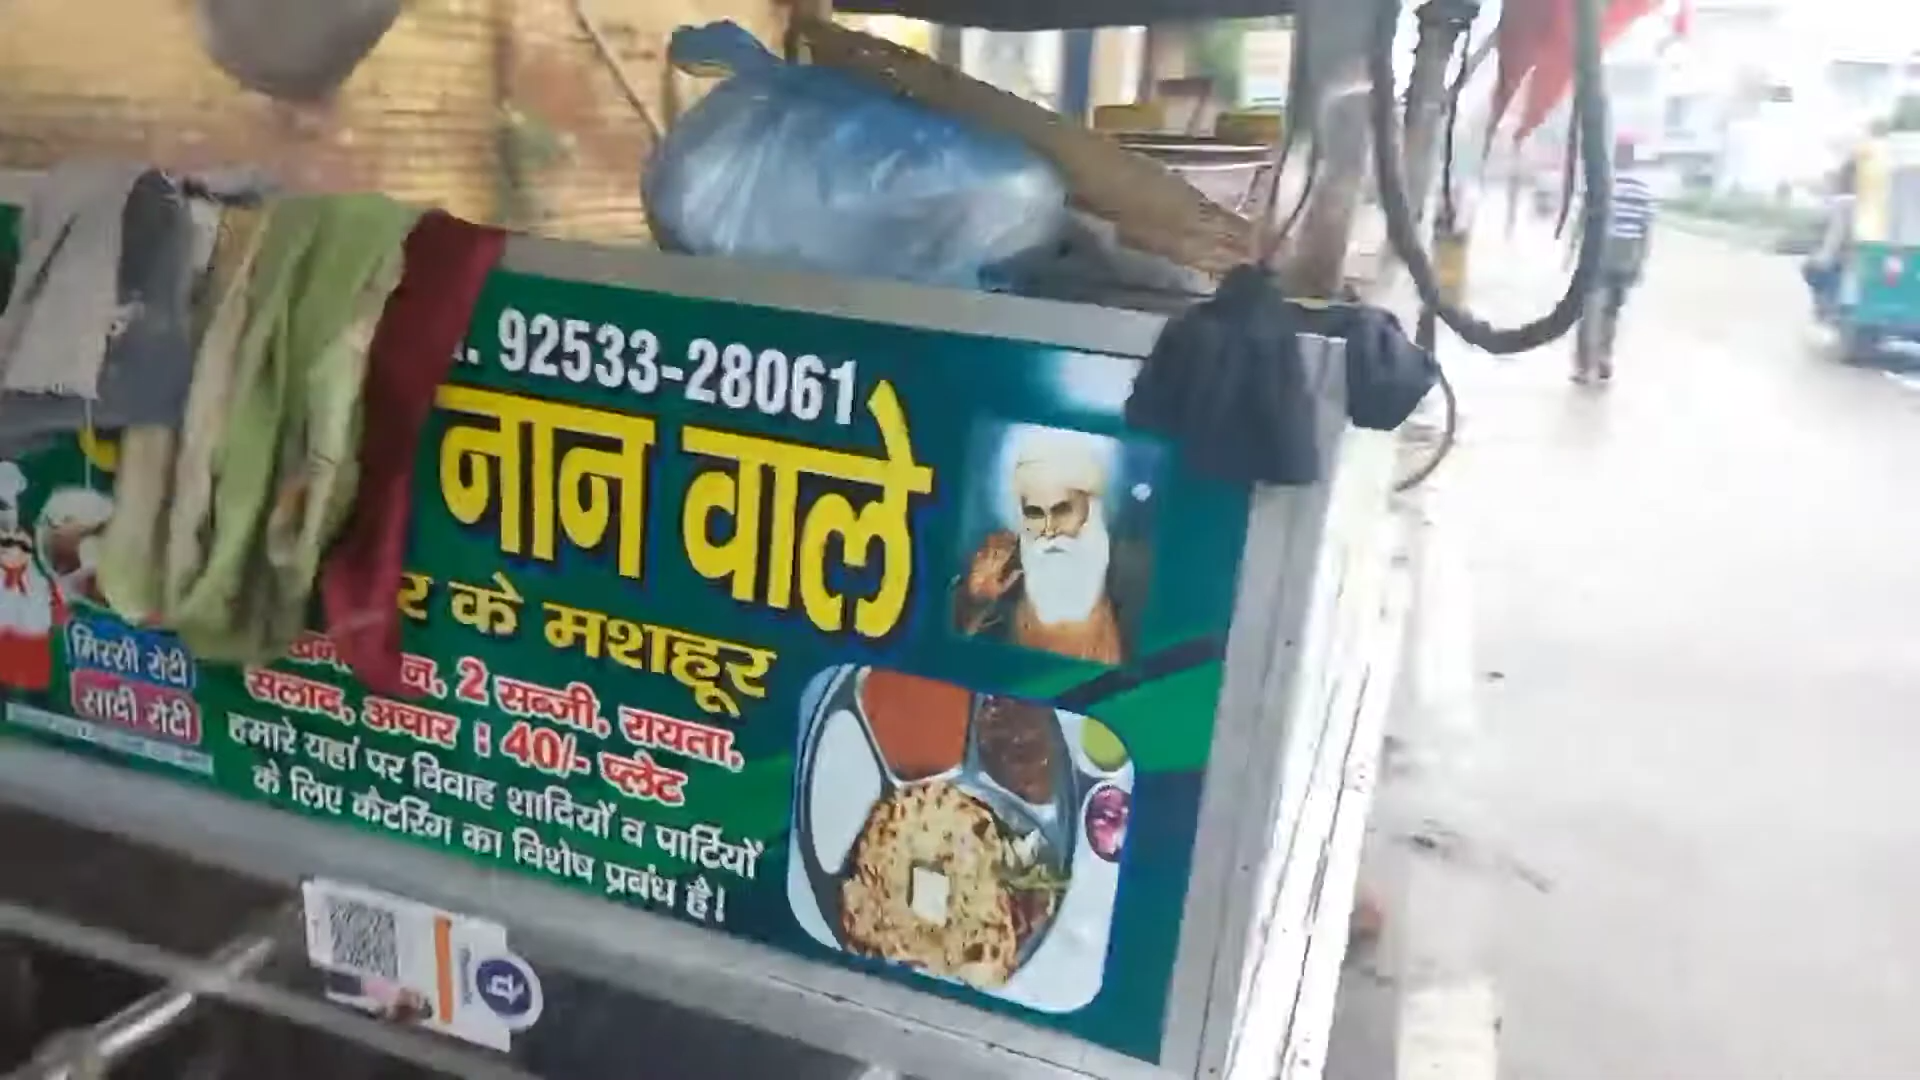 92533-28061
नान वाले
के मशहूर
2 सब्जी, रायता,
सलाद, अचार : 40/- प्लेट
हमारे यहां पर विवाह शादियों व पार्टियों
के लिए कैटरिंग का विशेष प्रबंध है।
मिस्सी रोटी
सादी रोटी
पे